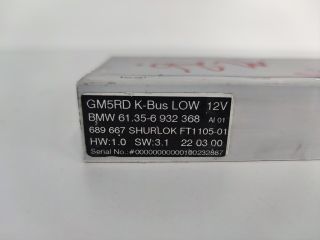 GM5RD K-Bus LOW 12V
BMW 61.35-6 932 368 AI 01
689 667 SHURLOK FT1105-01
HW:1.0 SW:3.1 22 03 00
Serial No.:#0000000000100232867